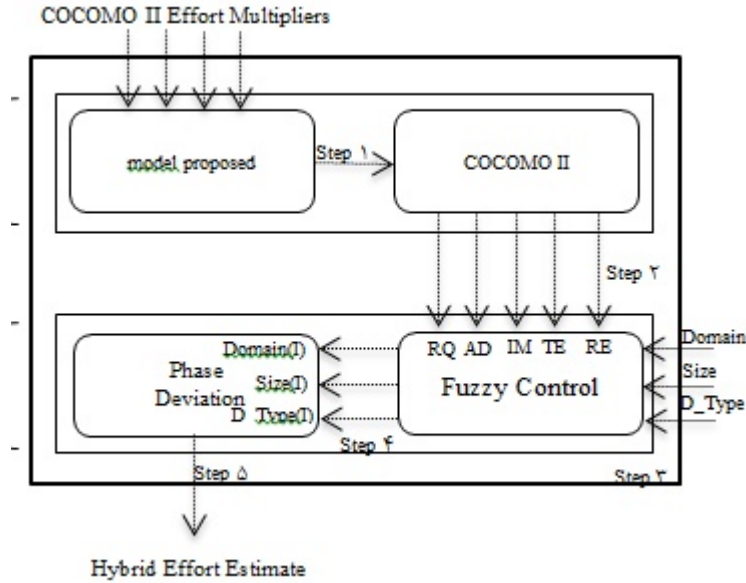 COCOMO II Effort Multipliers
model proposed
Step ۱
COCOMO II
Step ۲
Domain(I)
Phase
Size(I)
Deviation
D_Type(I)
RQ AD IM TE RE
Fuzzy Control
Domain
Size
D_Type
Step ۴
Step ۵
Step ۳
Hybrid Effort Estimate